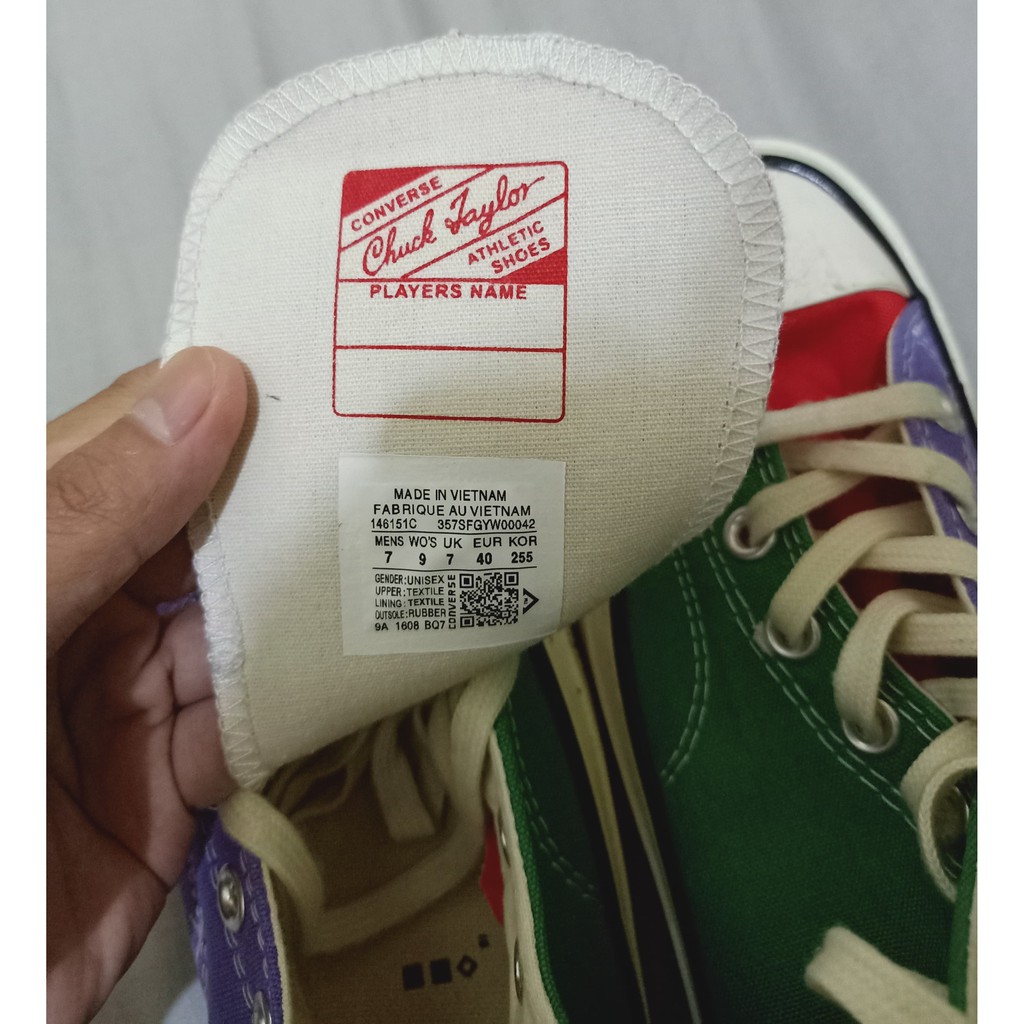 CONVERSE
Chuck Taylor
ATHLETIC
SHOES
PLAYERS NAME
MADE IN VIETNAM
FABRIQUE AU VIETNAM
146151C 357SFGYW00042
MENS WO'S UK EUR KOR
7 9 7 40 255
GENDER:UNISEX
UPPER:TEXTILE
LINING:TEXTILE
OUTSOLE:RUBBER
9A 1608 BQ7
CONVERSE